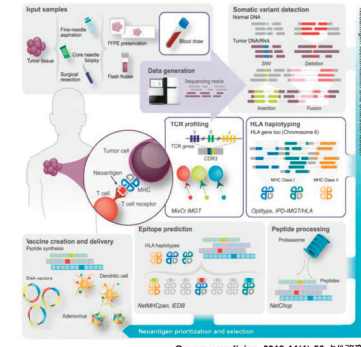 Input samples
Fine-needle
aspiration
Core needle
biopsy
Surgical
resection
Tumor tissue
FFPE preservation
Flash frozen
Blood draw
Data generation
Sequencing reads
Somatic variant detection
Normal DNA
Tumor DNA/RNA
SNV
Deletion
Insertion
Fusion
Tumor cell
Neoantigen
MHC
T cell
T cell receptor
TCR profiling
V
J
TCR genes
CDR3
MixCr IMGT
HLA haplotyping
HLA gene loci (Chromosome 6)
MHC Class I
MHC Class II
Optitype, IPD-IMGT/HLA
Vaccine creation and delivery
Peptide synthesis
DNA vectors
Dendritic cell
Adenovirus
Epitope prediction
HLA haplotypes
NetMHCpan, IEDB
Peptide processing
Proteasome
Peptides
NetChop
Neoantigen prioritization and selection